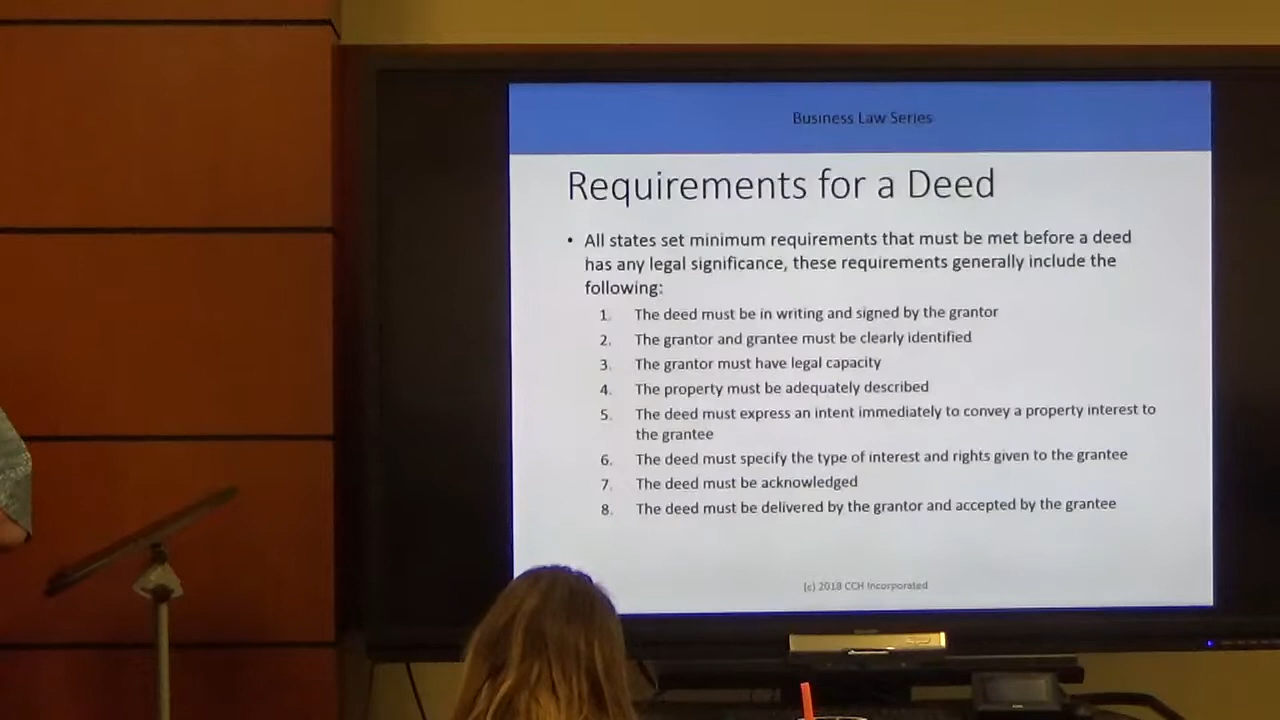 Business Law Series
Requirements for a Deed
• All states set minimum requirements that must be met before a deed
has any legal significance, these requirements generally include the
following:
1. The deed must be in writing and signed by the grantor
2. The grantor and grantee must be clearly identified
3. The grantor must have legal capacity
4. The property must be adequately described
5. The deed must express an intent immediately to convey a property interest to
the grantee
6. The deed must specify the type of interest and rights given to the grantee
7. The deed must be acknowledged
8. The deed must be delivered by the grantor and accepted by the grantee
(c) 2018 CCH Incorporated